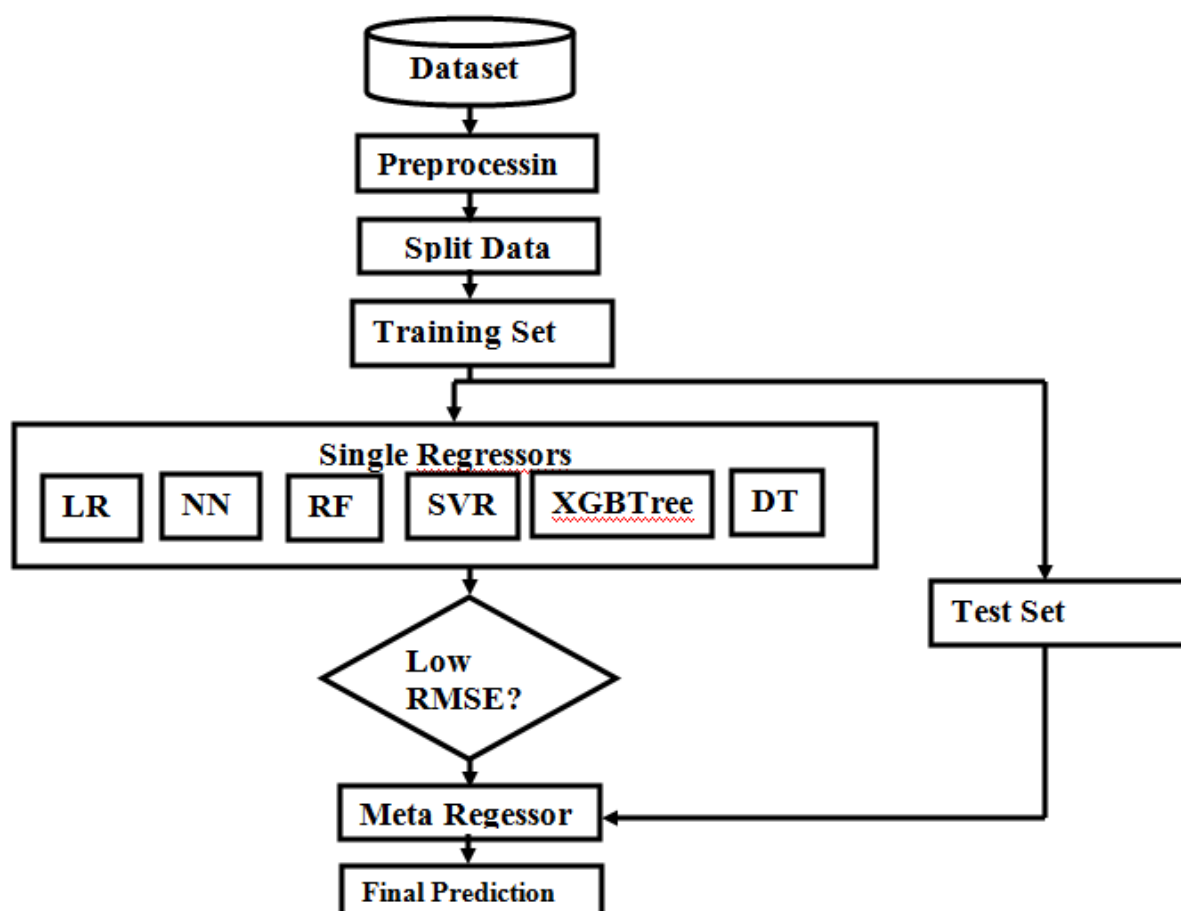 Dataset
Preprocessin
Split Data
Training Set
Single Regressors
LR NN RF SVR XGBTree DT
Test Set
Low
RMSE?
Meta Regessor
Final Prediction